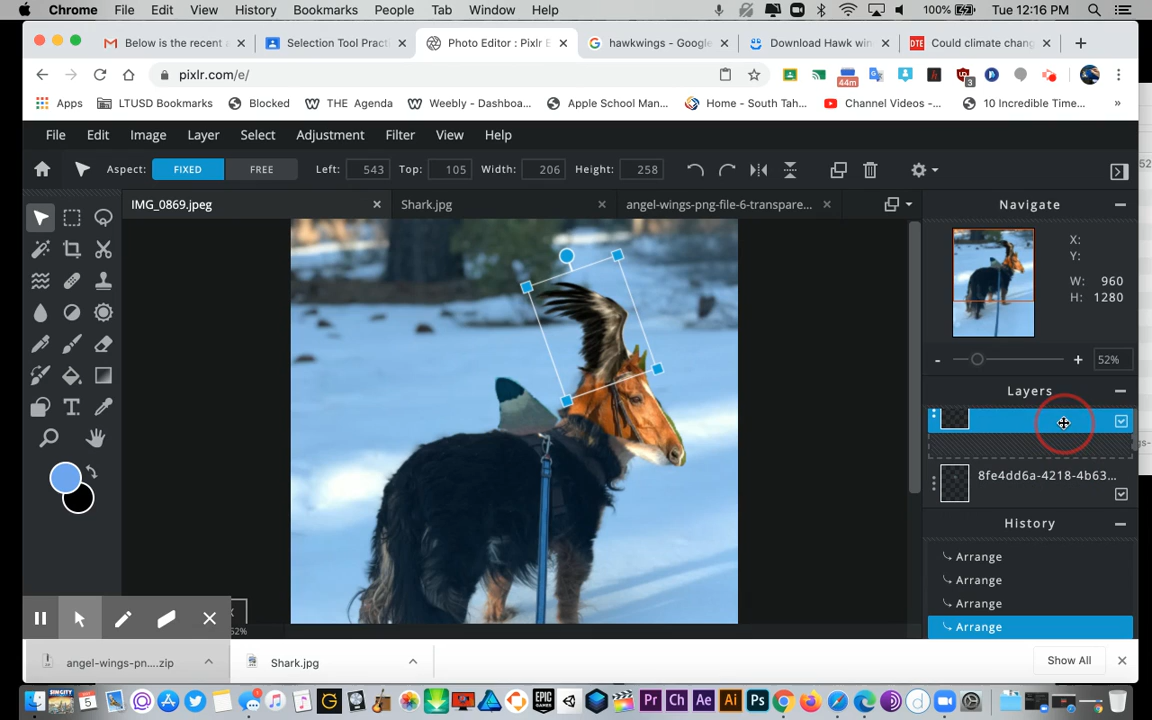 Chrome File Edit View History Bookmarks People Tab Window Help 100% Tue 12:16 PM
Below is the recent a Selection Tool Practi Photo Editor : Pixlr E hawkwings - Google Download Hawk win Could climate chang
pixlr.com/e/ 44m 3
Apps LTUSD Bookmarks Blocked THE Agenda Weebly - Dashboa... Apple School Man... Home - South Tah... Channel Videos -... 10 Incredible Time... »
File Edit Image Layer Select Adjustment Filter View Help
Aspect: FIXED FREE Left: 543 Top: 105 Width: 206 Height: 258
IMG_0869.jpeg Shark.jpg angel-wings-png-file-6-transpare...
Navigate
X:
Y:
W: 960
H: 1280
- + 52%
Layers
8fe4dd6a-4218-4b63...
History
Arrange
Arrange
Arrange
Arrange
angel-wings-pn....zip Shark.jpg Show All